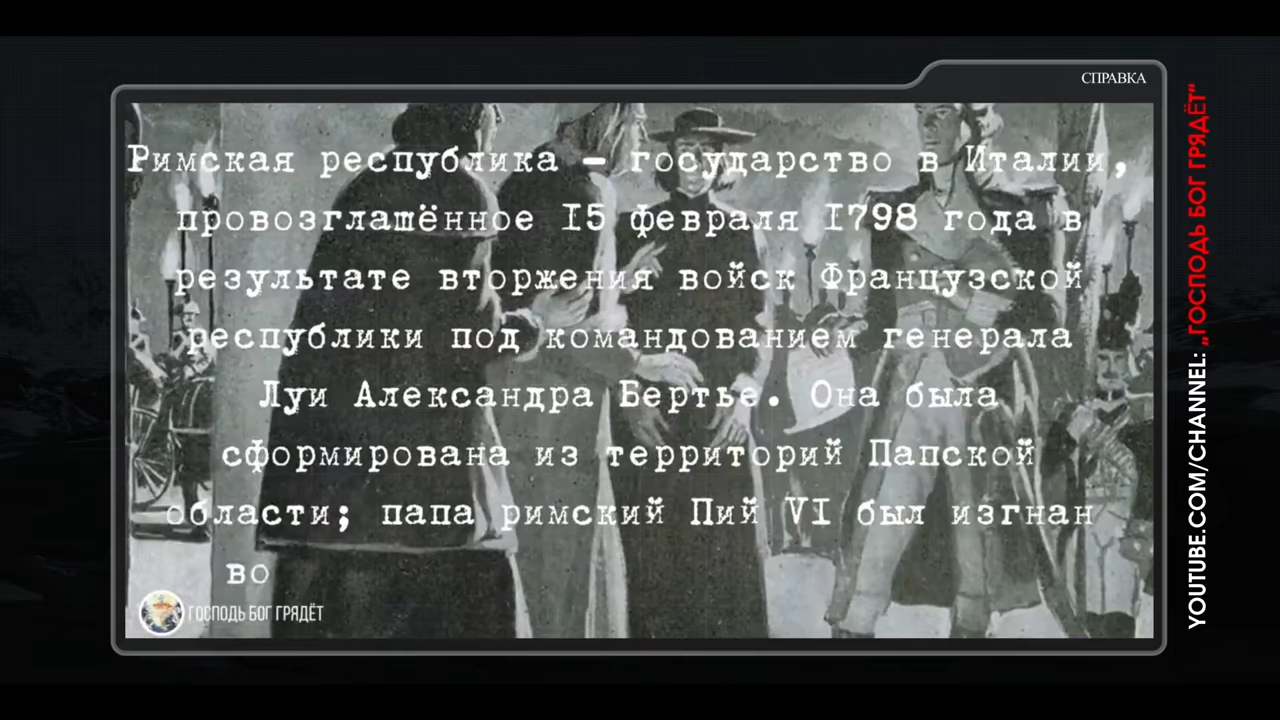 СПРАВКА
Римская республика – государство в Италии,
провозглашённое 15 февраля 1798 года в
результате вторжения войск Французской
республики под командованием генерала
Луи Александра Бертье. Она была
сформирована из территорий Папской
области; папа римский Пий VI был изгнан
во
ГОСПОДЬ БОГ ГРЯДЁТ
YOUTUBE.COM/CHANNEL: „ГОСПОДЬ БОГ ГРЯДЁТ“